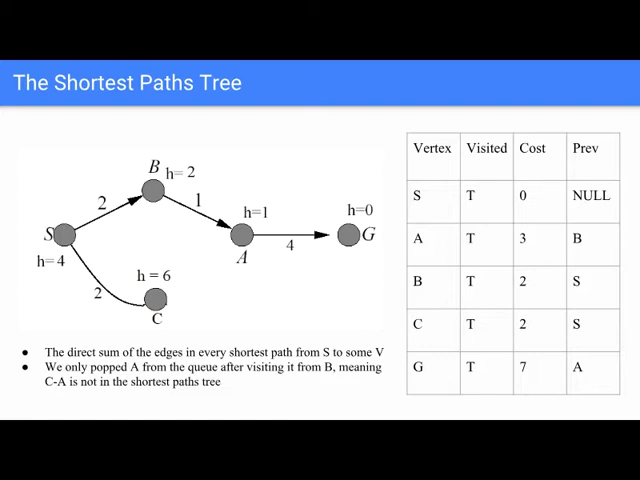 The Shortest Paths Tree
B h= 2
2
1
h=1
h=0
S
G
4
h=4
A
h = 6
2
C
● The direct sum of the edges in every shortest path from S to some V
● We only popped A from the queue after visiting it from B, meaning
C-A is not in the shortest paths tree
Vertex Visited Cost Prev
S T 0 NULL
A T 3 B
B T 2 S
C T 2 S
G T 7 A